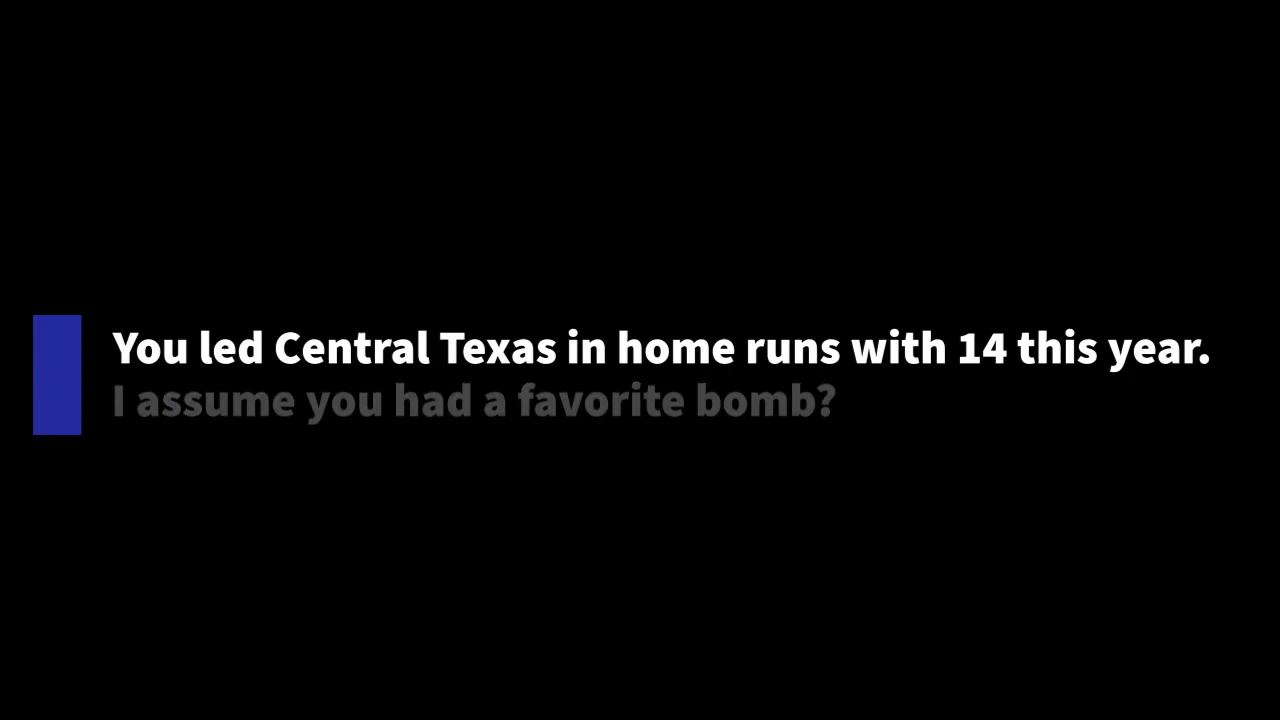 You led Central Texas in home runs with 14 this year.
I assume you had a favorite bomb?